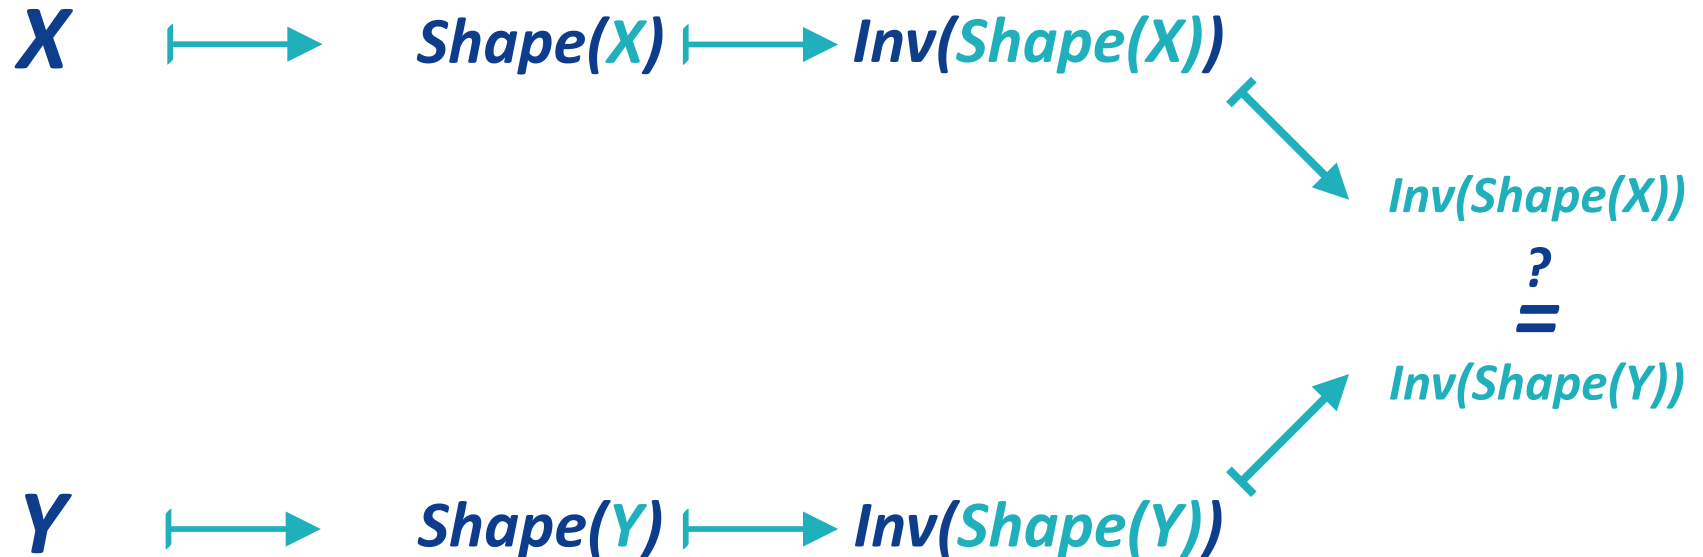 X Shape(X) Inv(Shape(X))
Inv(Shape(X))
?
=
Inv(Shape(Y))
Y Shape(Y) Inv(Shape(Y))